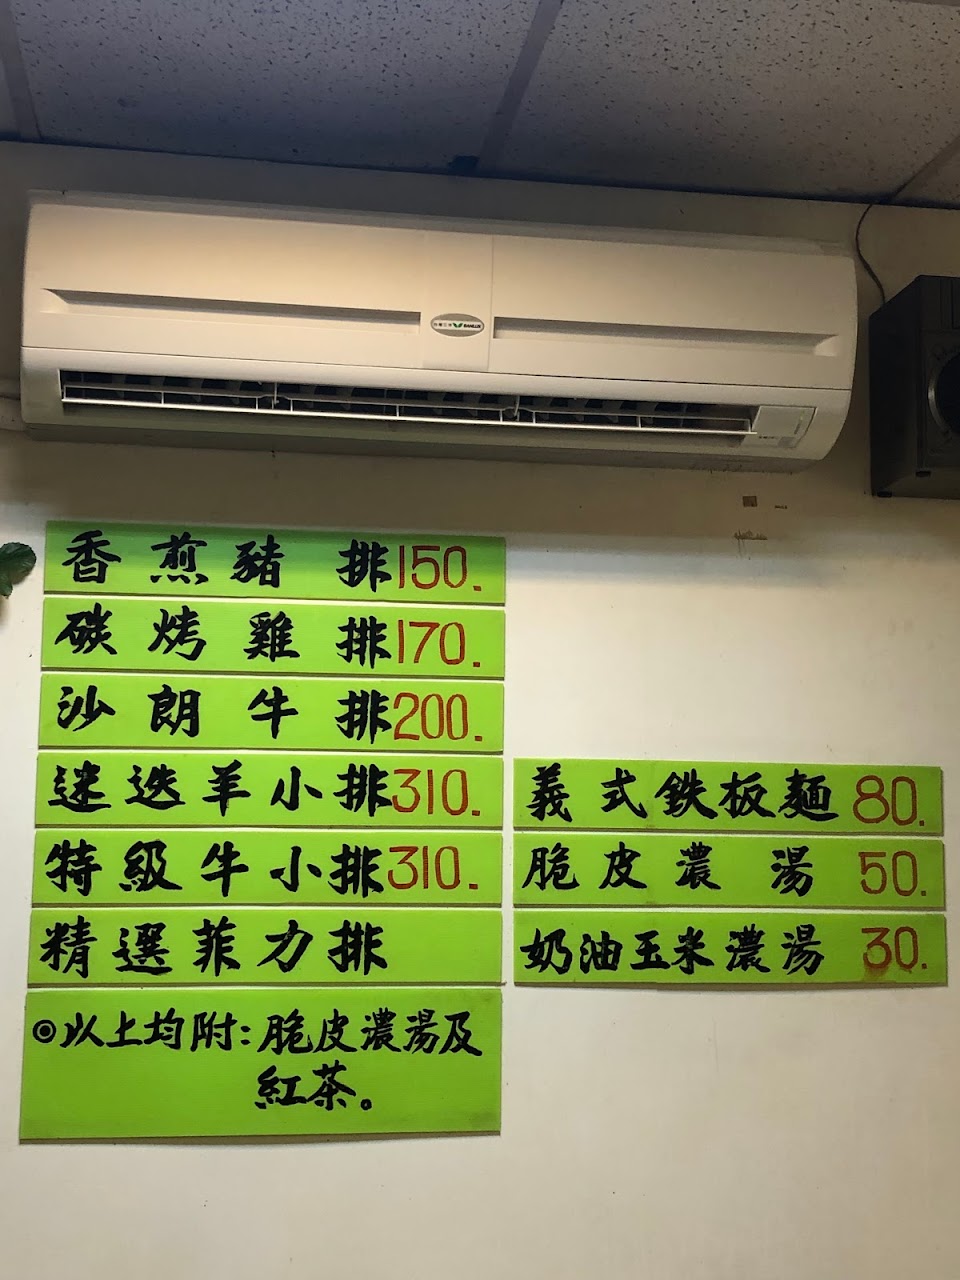 SANLUX
香煎豬排150.
碳烤雞排170.
沙朗牛排200.
迷迭羊小排310.
特級牛小排310.
精選菲力排
◎以上均附:脆皮濃湯及
紅茶。
義式鉄板麵80.
脆皮濃湯50.
奶油玉米濃湯30.